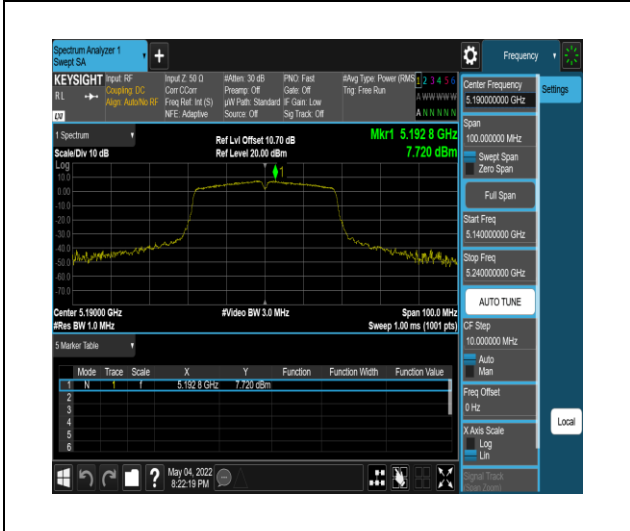 Spectrum Analyzer 1
Swept SA
+
Frequency
KEYSIGHT Input: RF
RL
Coupling: DC
Align: Auto/No RF
Input Z: 50 Ω
Corr CCorr
Freq Ref: Int (S)
NFE: Adaptive
#Atten: 30 dB
Preamp: Off
µW Path: Standard
Source: Off
PNO: Fast
Gate: Off
IF Gain: Low
Sig Track: Off
#Avg Type: Power (RMS
Trig: Free Run
1 2 3 4 5 6
A W W W W W
A N N N N N
1 Spectrum
Scale/Div 10 dB
Ref Lvl Offset 10.70 dB
Ref Level 20.00 dBm
Mkr1 5.192 8 GHz
7.720 dBm
Log
1
10.0
0.00
-10.0
-20.0
-30.0
-40.0
-50.0
-60.0
-70.0
Center 5.19000 GHz
#Res BW 1.0 MHz
#Video BW 3.0 MHz
Span 100.0 MHz
Sweep 1.00 ms (1001 pts)
5 Marker Table
Mode Trace Scale X Y Function Function Width Function Value
1 N 1 f 5.192 8 GHz 7.720 dBm
2
3
4
5
6
May 04, 2022
8:22:19 PM
Center Frequency
5.190000000 GHz
Settings
Span
100.000000 MHz
Swept Span
Zero Span
Full Span
Start Freq
5.140000000 GHz
Stop Freq
5.240000000 GHz
AUTO TUNE
CF Step
10.000000 MHz
Auto
Man
Freq Offset
0 Hz
X Axis Scale
Log
Lin
Local
Signal Track
(Span Zoom)